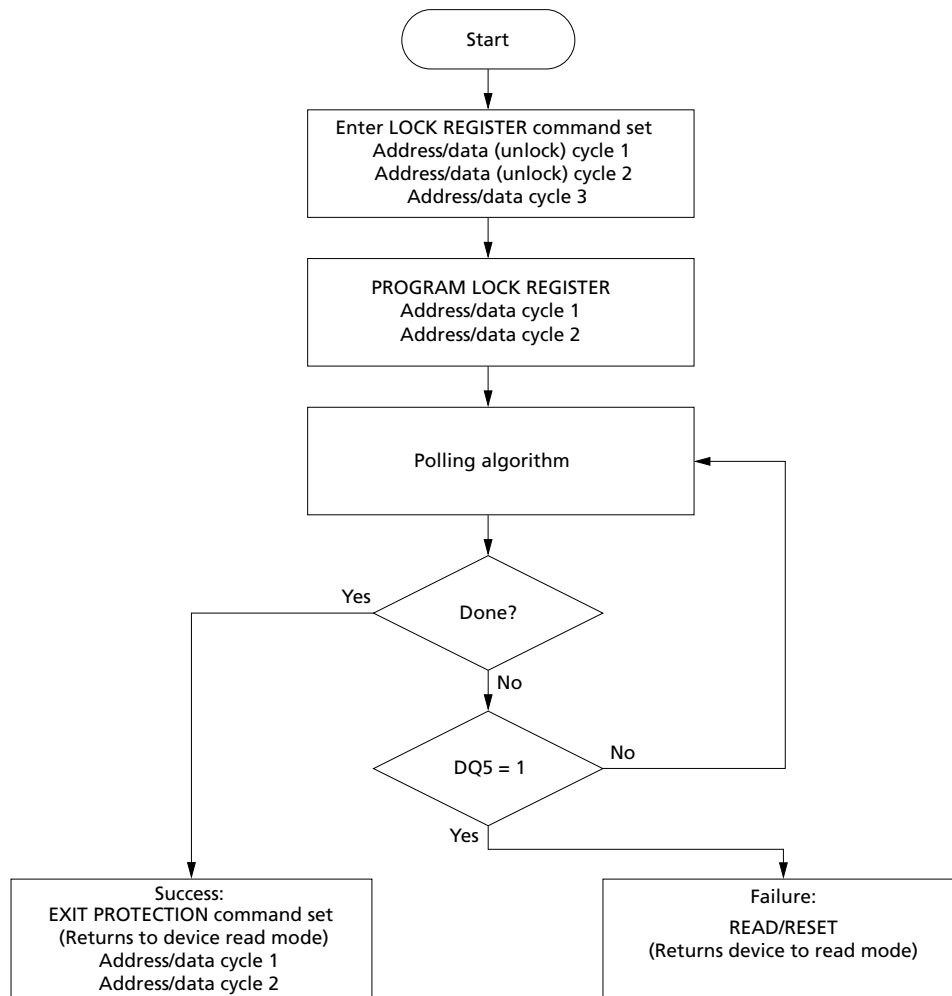 Start
Enter LOCK REGISTER command set
Address/data (unlock) cycle 1
Address/data (unlock) cycle 2
Address/data cycle 3
PROGRAM LOCK REGISTER
Address/data cycle 1
Address/data cycle 2
Polling algorithm
Yes
Done?
No
DQ5 = 1
No
Yes
Success:
EXIT PROTECTION command set
(Returns to device read mode)
Address/data cycle 1
Address/data cycle 2
Failure:
READ/RESET
(Returns device to read mode)